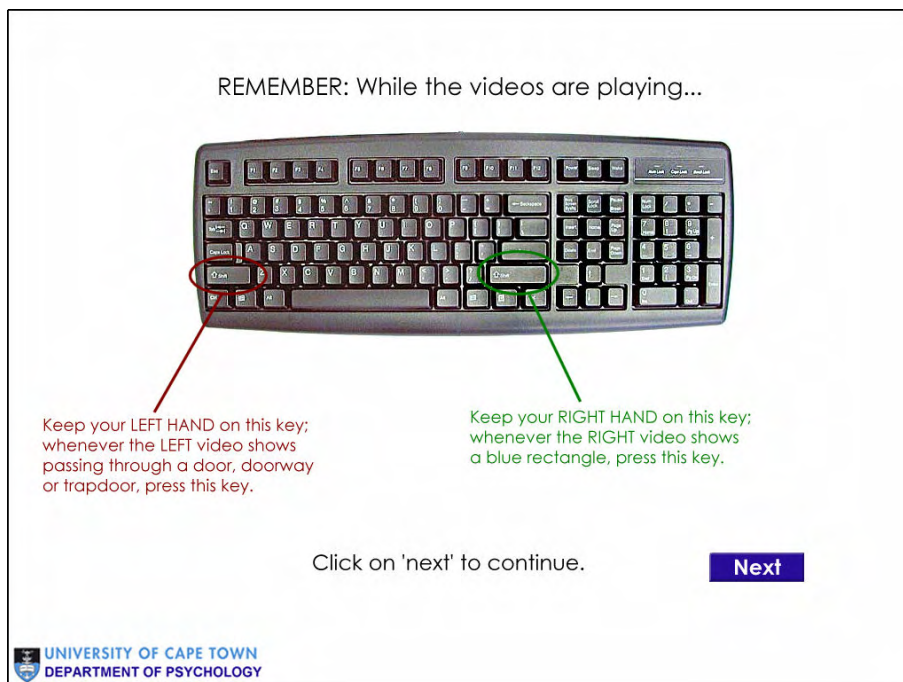 REMEMBER: While the videos are playing...
Keep your LEFT HAND on this key;
whenever the LEFT video shows
passing through a door, doorway
or trapdoor, press this key.
Keep your RIGHT HAND on this key;
whenever the RIGHT video shows
a blue rectangle, press this key.
Click on 'next' to continue.
Next
UNIVERSITY OF CAPE TOWN
DEPARTMENT OF PSYCHOLOGY